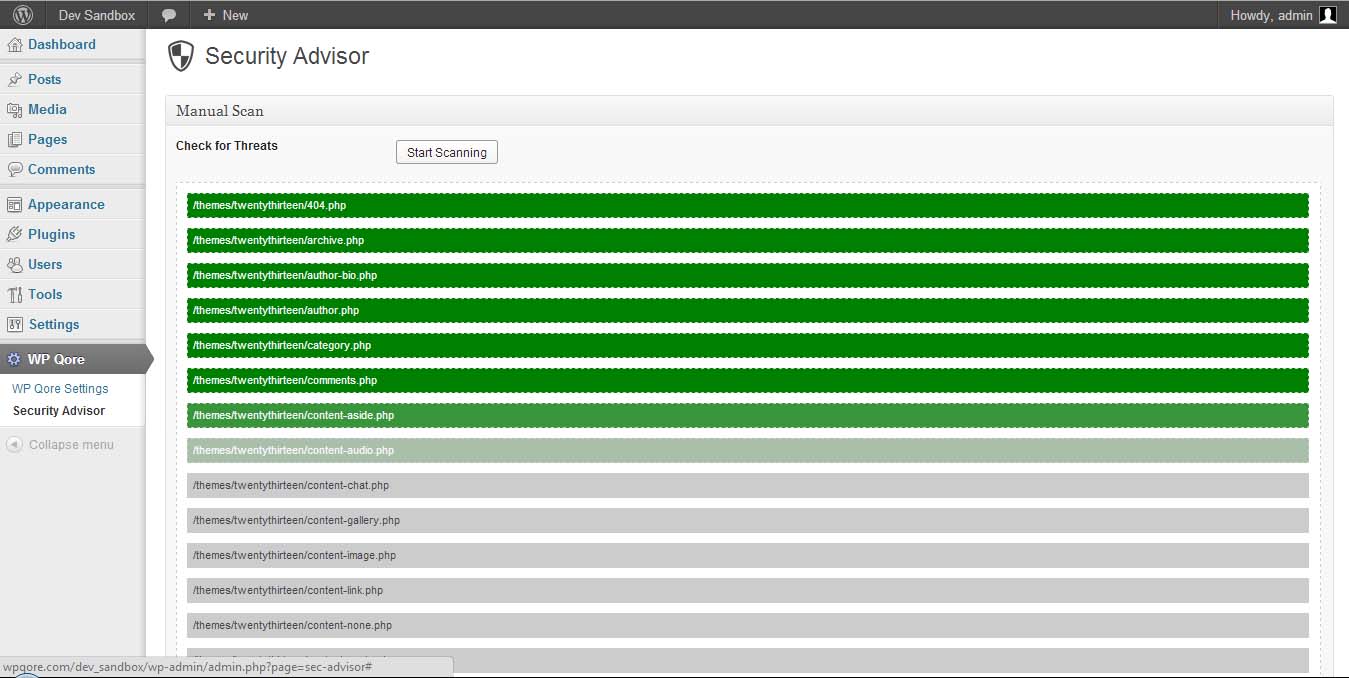 Dev Sandbox
New
Howdy, admin
Dashboard
Posts
Media
Pages
Comments
Appearance
Plugins
Users
Tools
Settings
WP Qore
WP Qore Settings
Security Advisor
Collapse menu
Security Advisor
Manual Scan
Check for Threats
Start Scanning
/themes/twentythirteen/404.php
/themes/twentythirteen/archive.php
/themes/twentythirteen/author-bio.php
/themes/twentythirteen/author.php
/themes/twentythirteen/category.php
/themes/twentythirteen/comments.php
/themes/twentythirteen/content-aside.php
/themes/twentythirteen/content-audio.php
/themes/twentythirteen/content-chat.php
/themes/twentythirteen/content-gallery.php
/themes/twentythirteen/content-image.php
/themes/twentythirteen/content-link.php
/themes/twentythirteen/content-none.php
wpqore.com/dev_sandbox/wp-admin/admin.php?page=sec-advisor#